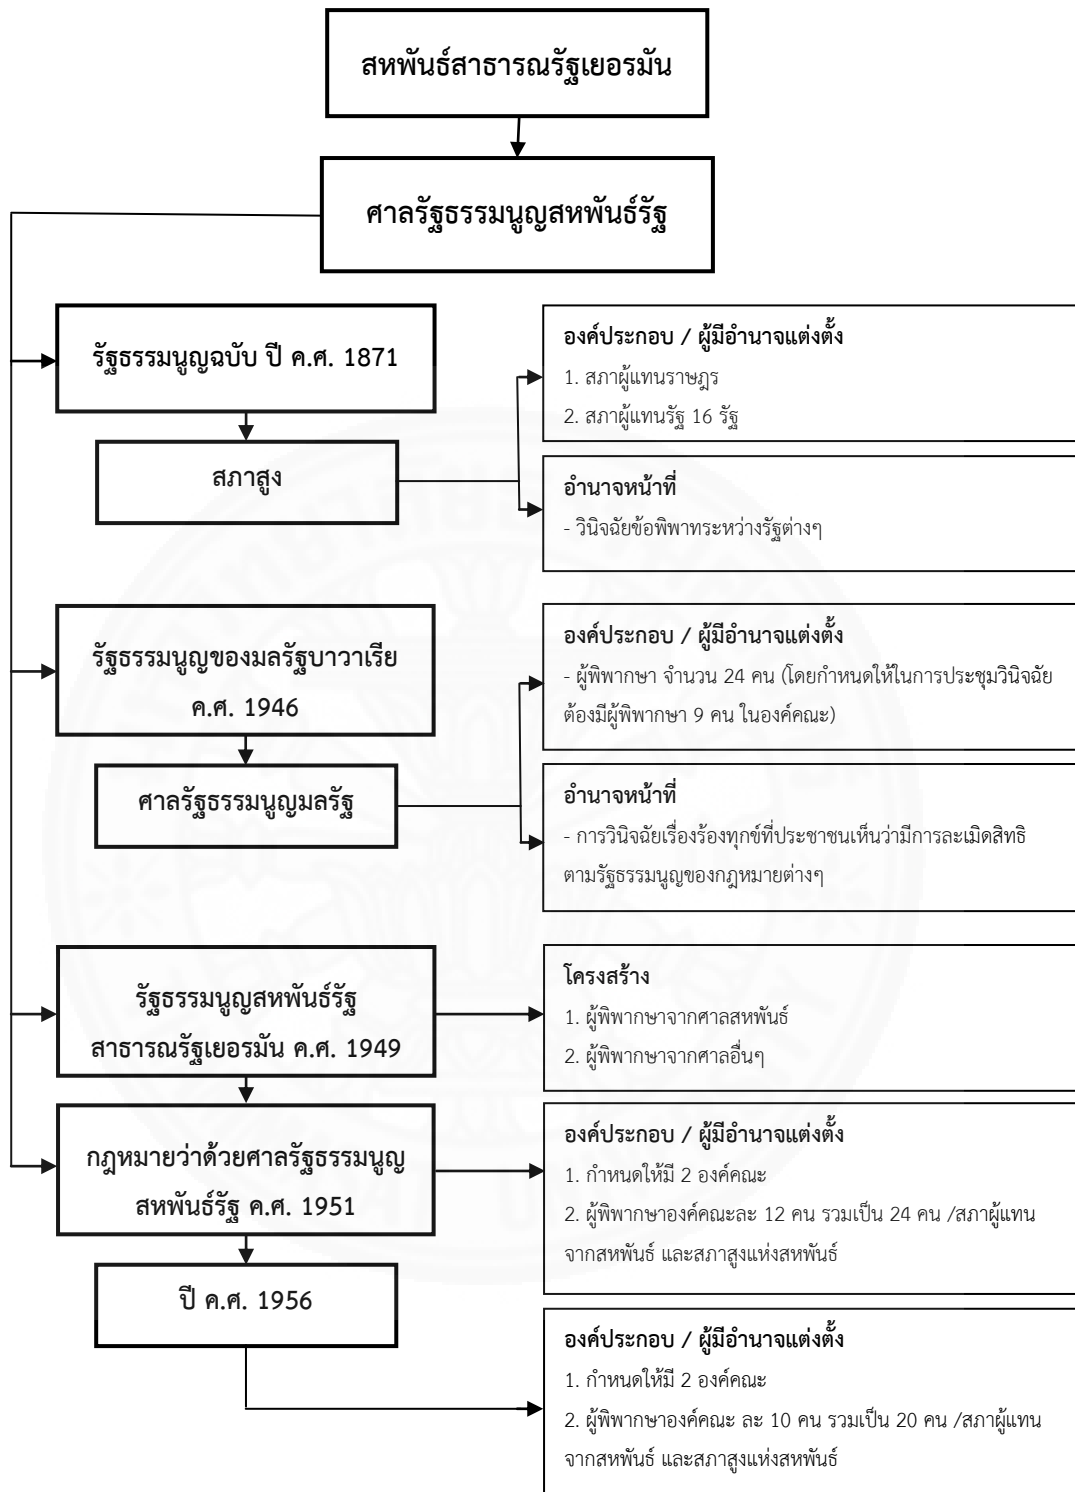 สหพันธ์สาธารณรัฐเยอรมัน
ศาลรัฐธรรมนูญสหพันธ์รัฐ
รัฐธรรมนูญฉบับ ปี ค.ศ. 1871
องค์ประกอบ / ผู้มีอำนาจแต่งตั้ง
1. สภาผู้แทนราษฎร
2. สภาผู้แทนรัฐ 16 รัฐ
สภาสูง
อำนาจหน้าที่
- วินิจฉัยข้อพิพาทระหว่างรัฐต่างๆ
รัฐธรรมนูญของมลรัฐบาวาเรีย
ค.ศ. 1946
องค์ประกอบ / ผู้มีอำนาจแต่งตั้ง
- ผู้พิพากษา จำนวน 24 คน (โดยกำหนดให้ในการประชุมวินิจฉัย
ต้องมีผู้พิพากษา 9 คน ในองค์คณะ)
ศาลรัฐธรรมนูญมลรัฐ
อำนาจหน้าที่
- การวินิจฉัยเรื่องร้องทุกข์ที่ประชาชนเห็นว่ามีการละเมิดสิทธิ
ตามรัฐธรรมนูญของกฎหมายต่างๆ
รัฐธรรมนูญสหพันธ์รัฐ
สาธารณรัฐเยอรมัน ค.ศ. 1949
โครงสร้าง
1. ผู้พิพากษาจากศาลสหพันธ์
2. ผู้พิพากษาจากศาลอื่นๆ
กฎหมายว่าด้วยศาลรัฐธรรมนูญ
สหพันธ์รัฐ ค.ศ. 1951
องค์ประกอบ / ผู้มีอำนาจแต่งตั้ง
1. กำหนดให้มี 2 องค์คณะ
2. ผู้พิพากษาองค์คณะละ 12 คน รวมเป็น 24 คน /สภาผู้แทน
จากสหพันธ์ และสภาสูงแห่งสหพันธ์
ปี ค.ศ. 1956
องค์ประกอบ / ผู้มีอำนาจแต่งตั้ง
1. กำหนดให้มี 2 องค์คณะ
2. ผู้พิพากษาองค์คณะ ละ 10 คน รวมเป็น 20 คน /สภาผู้แทน
จากสหพันธ์ และสภาสูงแห่งสหพันธ์